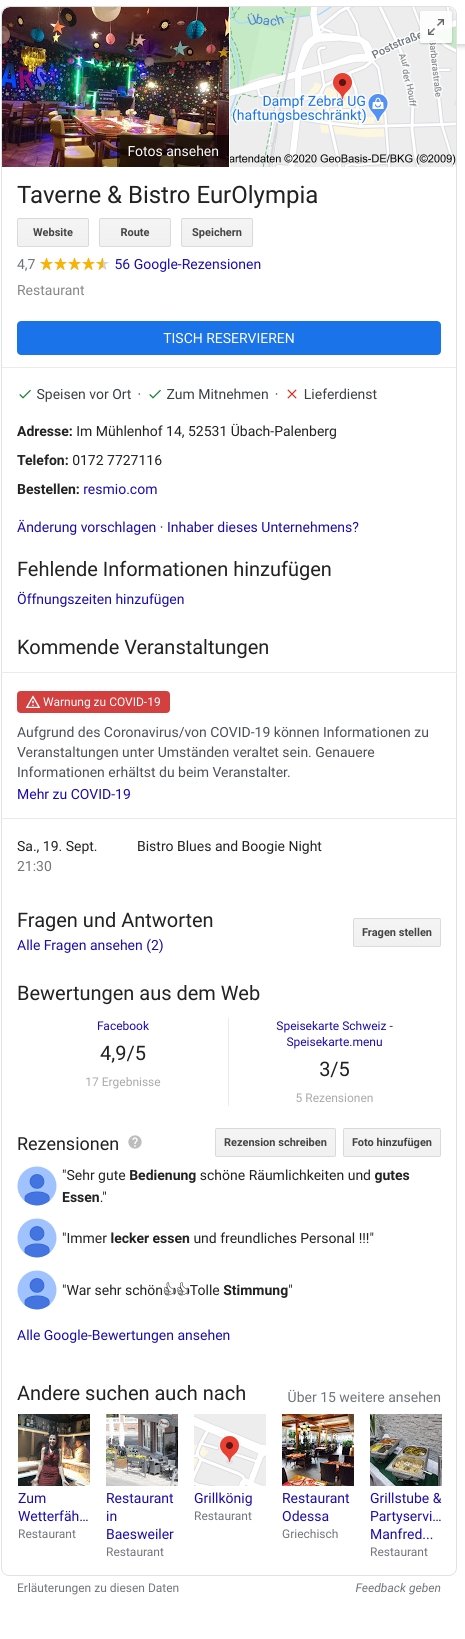 Übach
Poststraße
Barbarastraße
Auf der Houff
Dampf Zebra UG
(haftungsbeschränkt)
Fotos ansehen
artendaten ©2020 GeoBasis-DE/BKG (©2009)
Taverne & Bistro EurOlympia
Website Route Speichern
4,7 56 Google-Rezensionen
Restaurant
TISCH RESERVIEREN
Speisen vor Ort · Zum Mitnehmen · Lieferdienst
Adresse: Im Mühlenhof 14, 52531 Übach-Palenberg
Telefon: 0172 7727116
Bestellen: resmio.com
Änderung vorschlagen · Inhaber dieses Unternehmens?
Fehlende Informationen hinzufügen
Öffnungszeiten hinzufügen
Kommende Veranstaltungen
Warnung zu COVID-19
Aufgrund des Coronavirus/von COVID-19 können Informationen zu
Veranstaltungen unter Umständen veraltet sein. Genauere
Informationen erhältst du beim Veranstalter.
Mehr zu COVID-19
Sa., 19. Sept. Bistro Blues and Boogie Night
21:30
Fragen und Antworten
Fragen stellen
Alle Fragen ansehen (2)
Bewertungen aus dem Web
Facebook
4,9/5
17 Ergebnisse
Speisekarte Schweiz -
Speisekarte.menu
3/5
5 Rezensionen
Rezensionen ? Rezension schreiben Foto hinzufügen
"Sehr gute Bedienung schöne Räumlichkeiten und gutes
Essen."
"Immer lecker essen und freundliches Personal !!!"
"War sehr schön👍👍Tolle Stimmung"
Alle Google-Bewertungen ansehen
Andere suchen auch nach Über 15 weitere ansehen
Zum
Wetterfäh...
Restaurant
Restaurant
in
Baesweiler
Restaurant
Grillkönig
Restaurant
Restaurant
Odessa
Griechisch
Grillstube &
Partyservi...
Manfred...
Restaurant
Erläuterungen zu diesen Daten Feedback geben